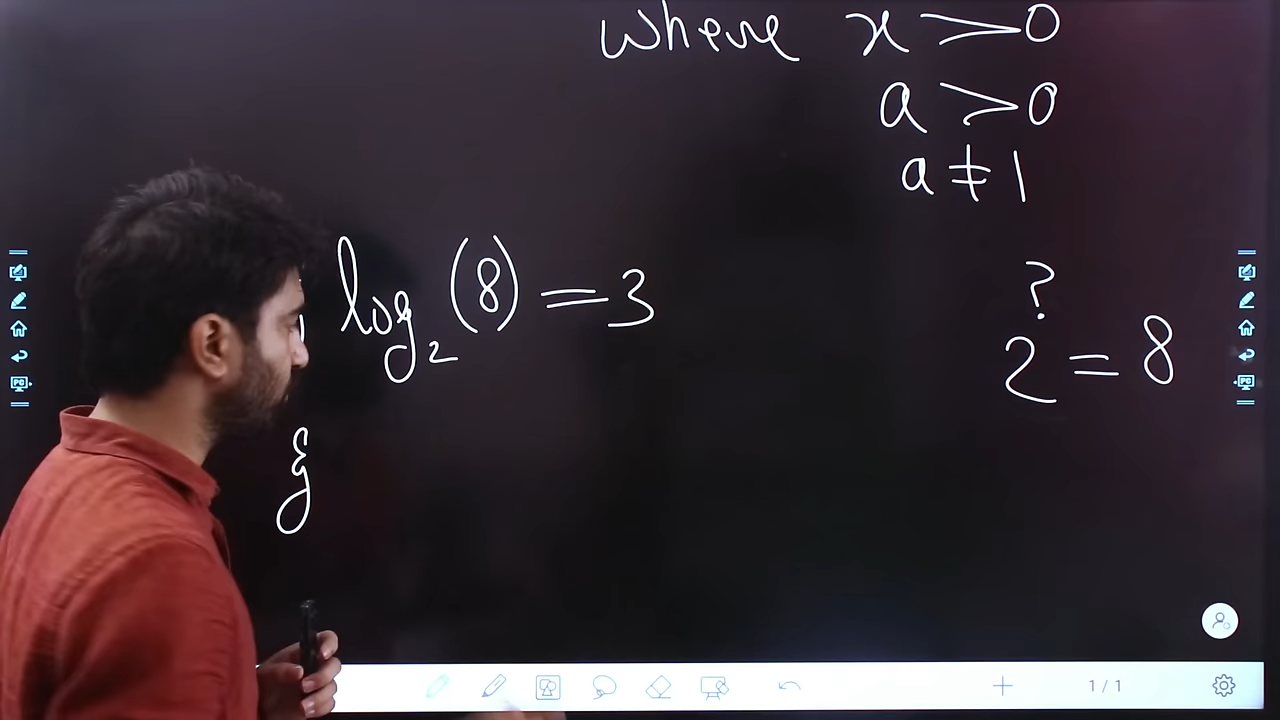 where x > 0
a > 0
a ≠ 1
log₂(8) = 3
?
2 = 8
ξ
1 / 1